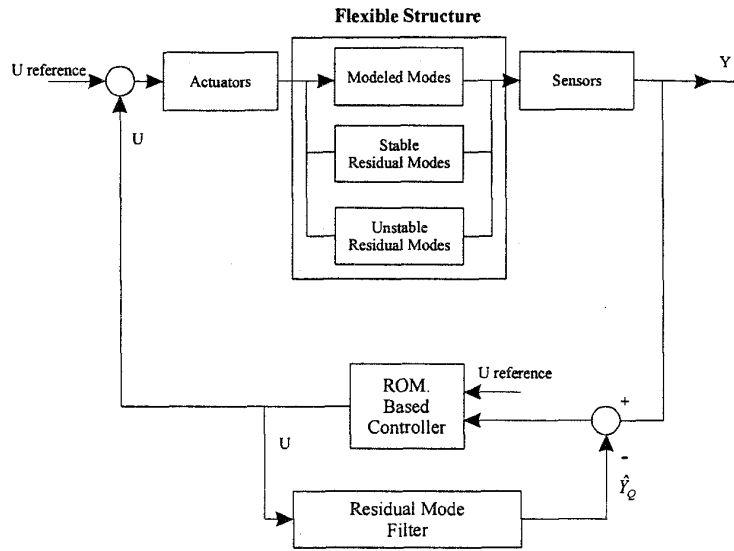 Flexible Structure
U reference
Actuators
Modeled Modes
Sensors
Y
U
Stable
Residual Modes
Unstable
Residual Modes
U reference
ROM.
Based
Controller
+
-
U
Ŷ_Q
Residual Mode
Filter